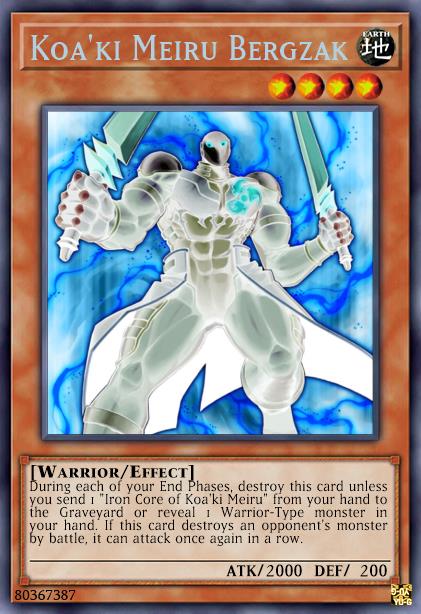 Koa'ki Meiru Bergzak
EARTH
地
[Warrior/Effect]
During each of your End Phases, destroy this card unless
you send 1 "Iron Core of Koa'ki Meiru" from your hand to
the Graveyard or reveal 1 Warrior-Type monster in
your hand. If this card destroys an opponent's monster
by battle, it can attack once again in a row.
ATK/2000 DEF/ 200
80367387